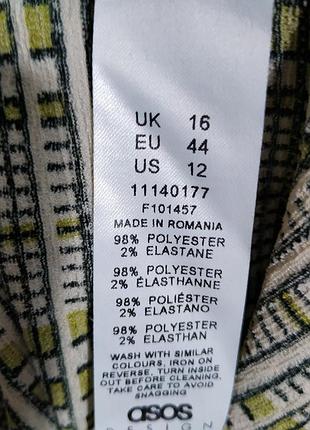 UK 16
EU 44
US 12
11140177
F101457
MADE IN ROMANIA
98% POLYESTER
2% ELASTANE
98% POLYESTER
2% ÉLASTHANNE
98% POLIÉSTER
2% ELASTANO
98% POLYESTER
2% ELASTHAN
WASH WITH SIMILAR
COLOURS, IRON ON
REVERSE, TURN INSIDE
OUT BEFORE CLEANING,
TAKE CARE TO AVOID
SNAGGING
asos
DESIGN